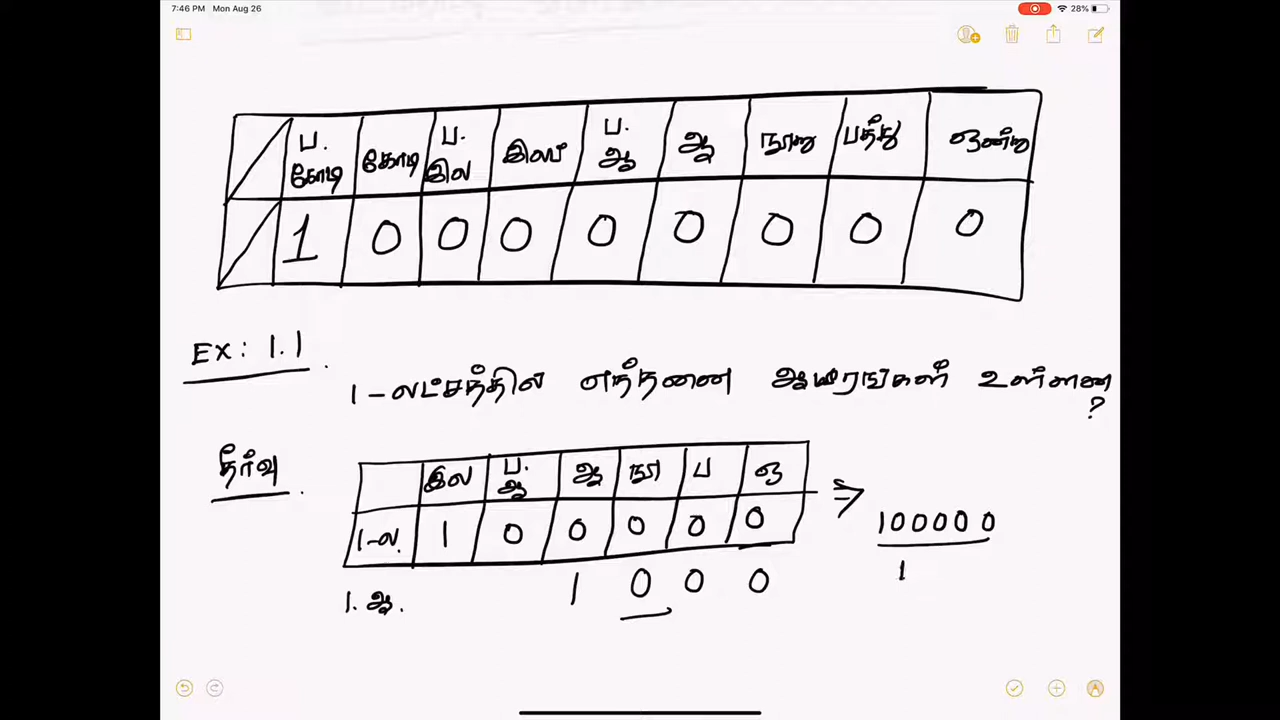 7:46 PM Mon Aug 26
28%
ப. கோடி கோடி ப. இல இலட் ப. ஆ ஆ நூறு பத்து ஒன்று
1 0 0 0 0 0 0 0 0
Ex: 1.1
1-லட்சத்தில் எத்தனை ஆயிரங்கள் உள்ளன ?
தீர்வு
இல ப. ஆ ஆ நூ ப ஒ
1-ல. 1 0 0 0 0 0 ⇒ 100000
1. ஆ. 1 0 0 0 1